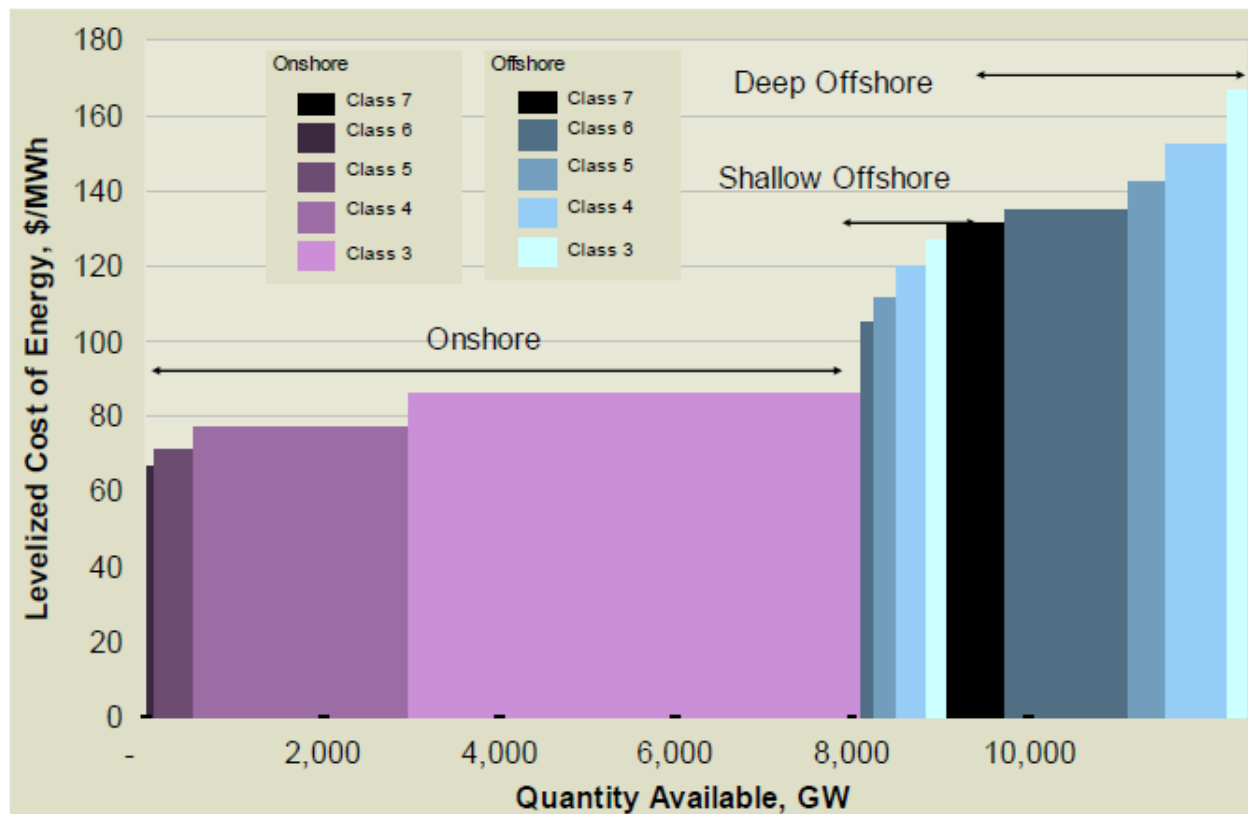 180
160
140
120
100
80
60
40
20
0
Levelized Cost of Energy, $/MWh
Onshore
Class 7
Class 6
Class 5
Class 4
Class 3
Offshore
Class 7
Class 6
Class 5
Class 4
Class 3
Deep Offshore
Shallow Offshore
Onshore
- 2,000 4,000 6,000 8,000 10,000
Quantity Available, GW